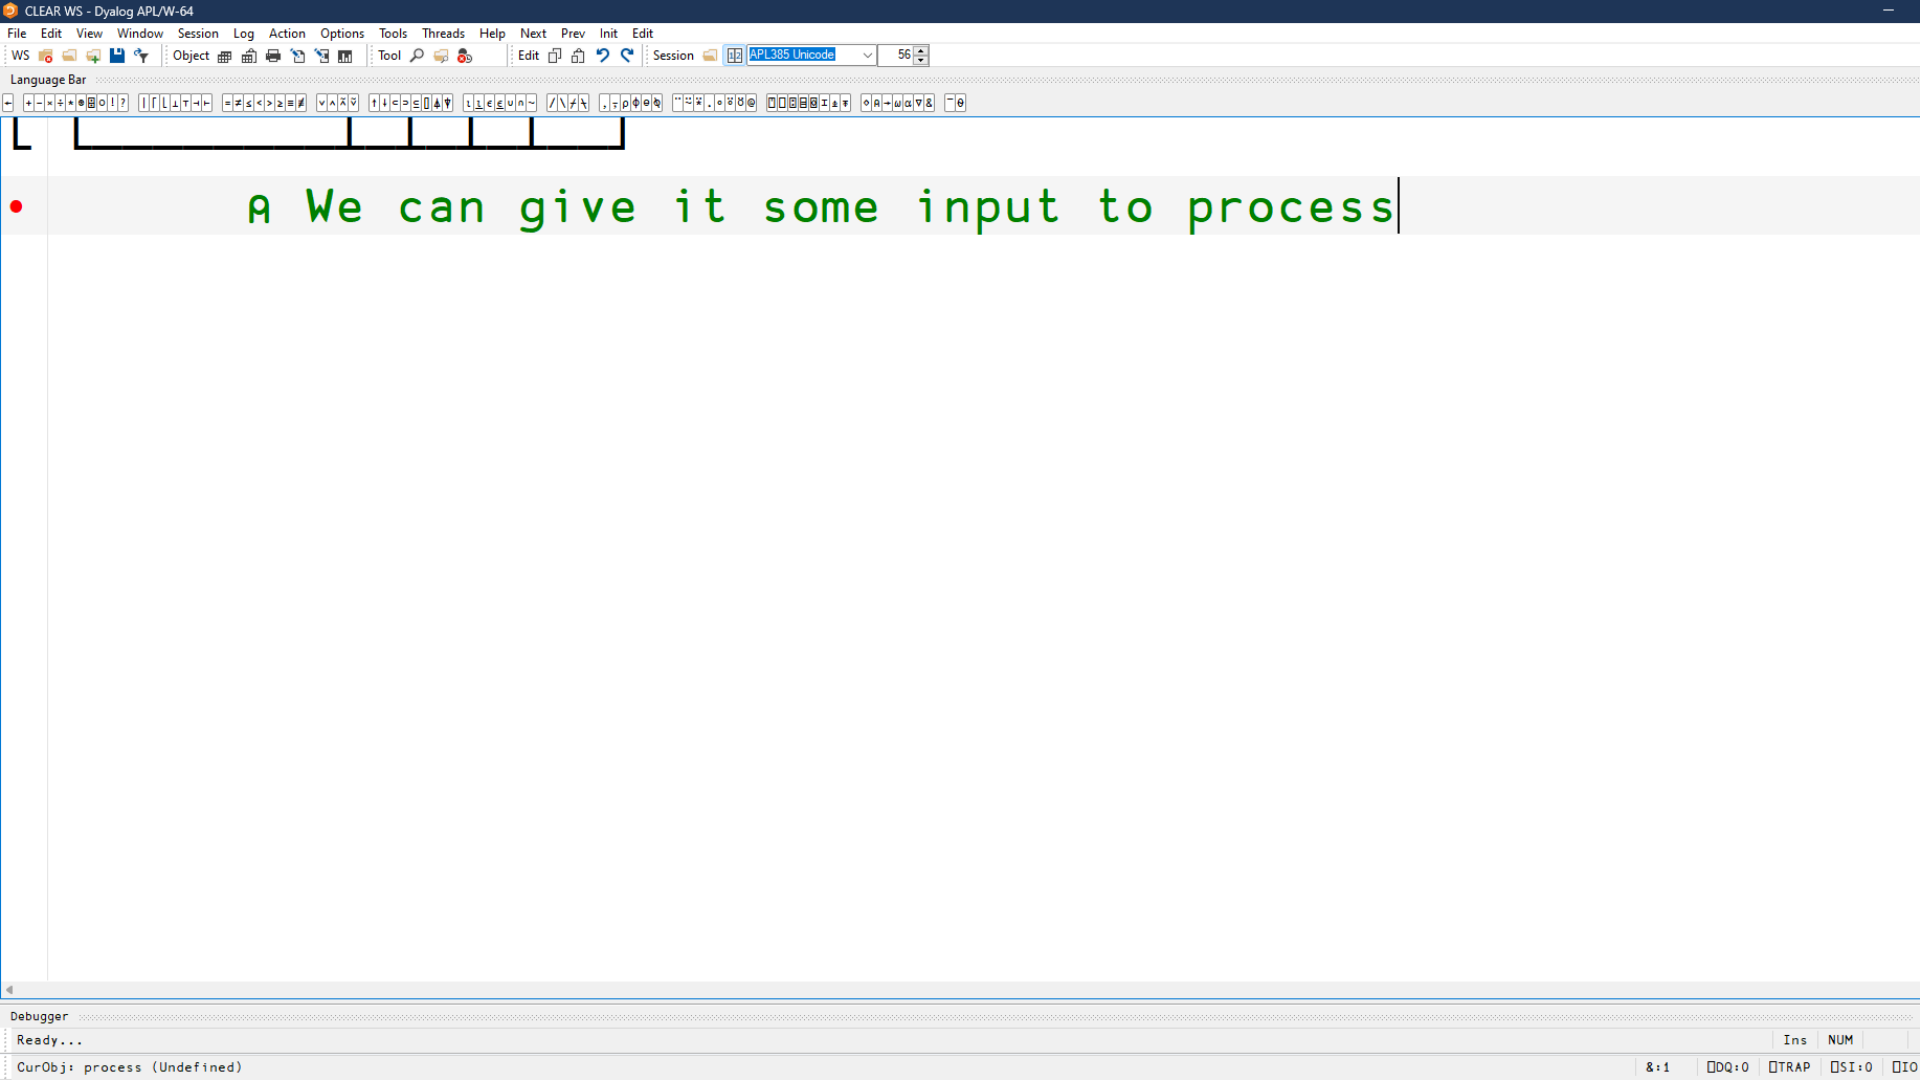 CLEAR WS - Dyalog APL/W-64
File Edit View Window Session Log Action Options Tools Threads Help Next Prev Init Edit
WS Object Tool Edit Session APL385 Unicode 56
Language Bar
← +-×÷*⍟⌹○!? |⌈⌊⊥⊤⊣⊢ =≠≤<>≥≡≢ ∨∧⍲⍱ ↑↓⊂⊃⊆⌷⍋⍒ ⍳⍸∊⍷∪∩~ /\⌿⍀ ,⍪⍴⌽⊖⍉ ¨⍨⍣.∘⍤⍥@ ⍞⎕⍠⌸⌺⌶⍎⍕ ⋄⍝→⍵⍺∇& ¯⍬
⍝ We can give it some input to process
Debugger
Ready...
Ins NUM
CurObj: process (Undefined)
&:1 ⎕DQ:0 ⎕TRAP ⎕SI:0 ⎕IO